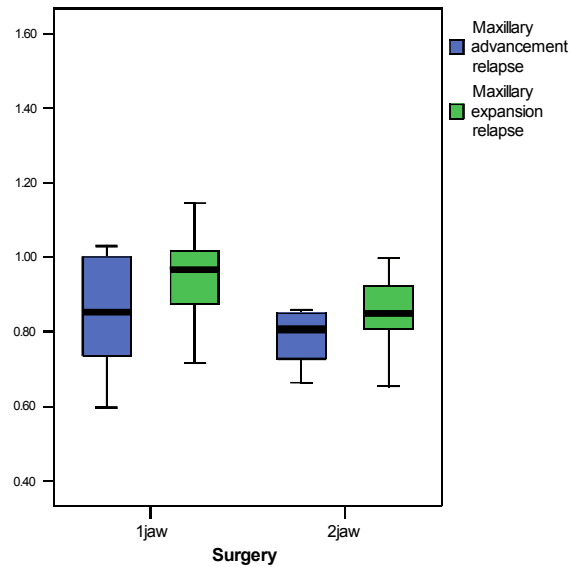 1.60
1.40
1.20
1.00
0.80
0.60
0.40
1jaw
2jaw
Surgery
Maxillary
advancement
relapse
Maxillary
expansion
relapse